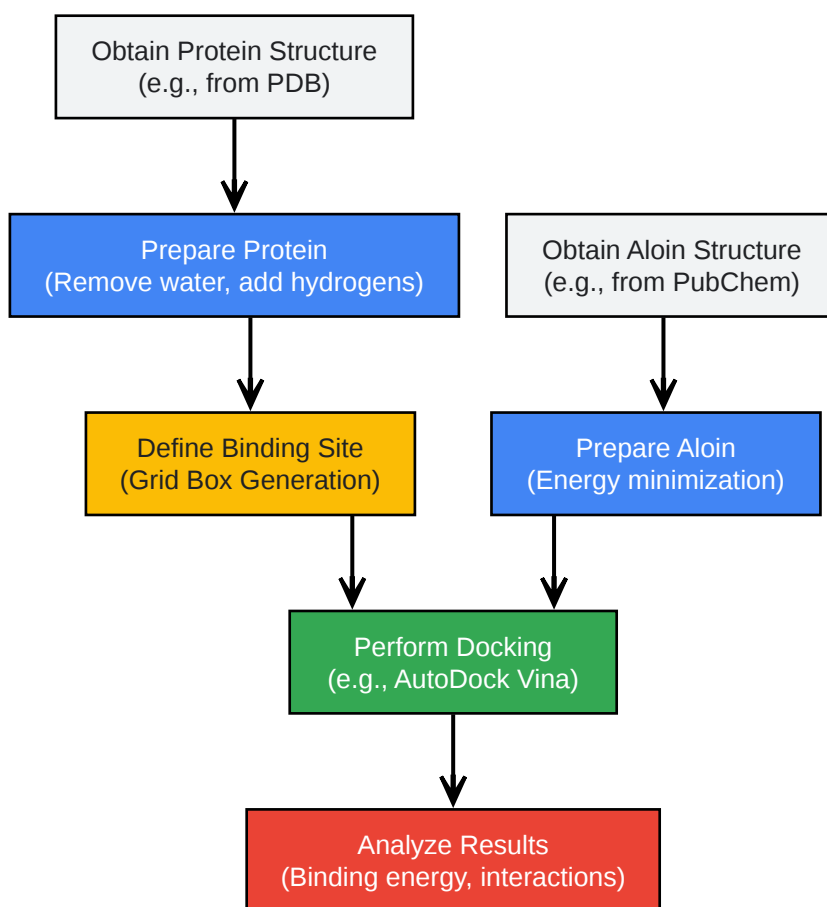 Obtain Protein Structure
(e.g., from PDB)
Prepare Protein
(Remove water, add hydrogens)
Obtain Aloin Structure
(e.g., from PubChem)
Define Binding Site
(Grid Box Generation)
Prepare Aloin
(Energy minimization)
Perform Docking
(e.g., AutoDock Vina)
Analyze Results
(Binding energy, interactions)